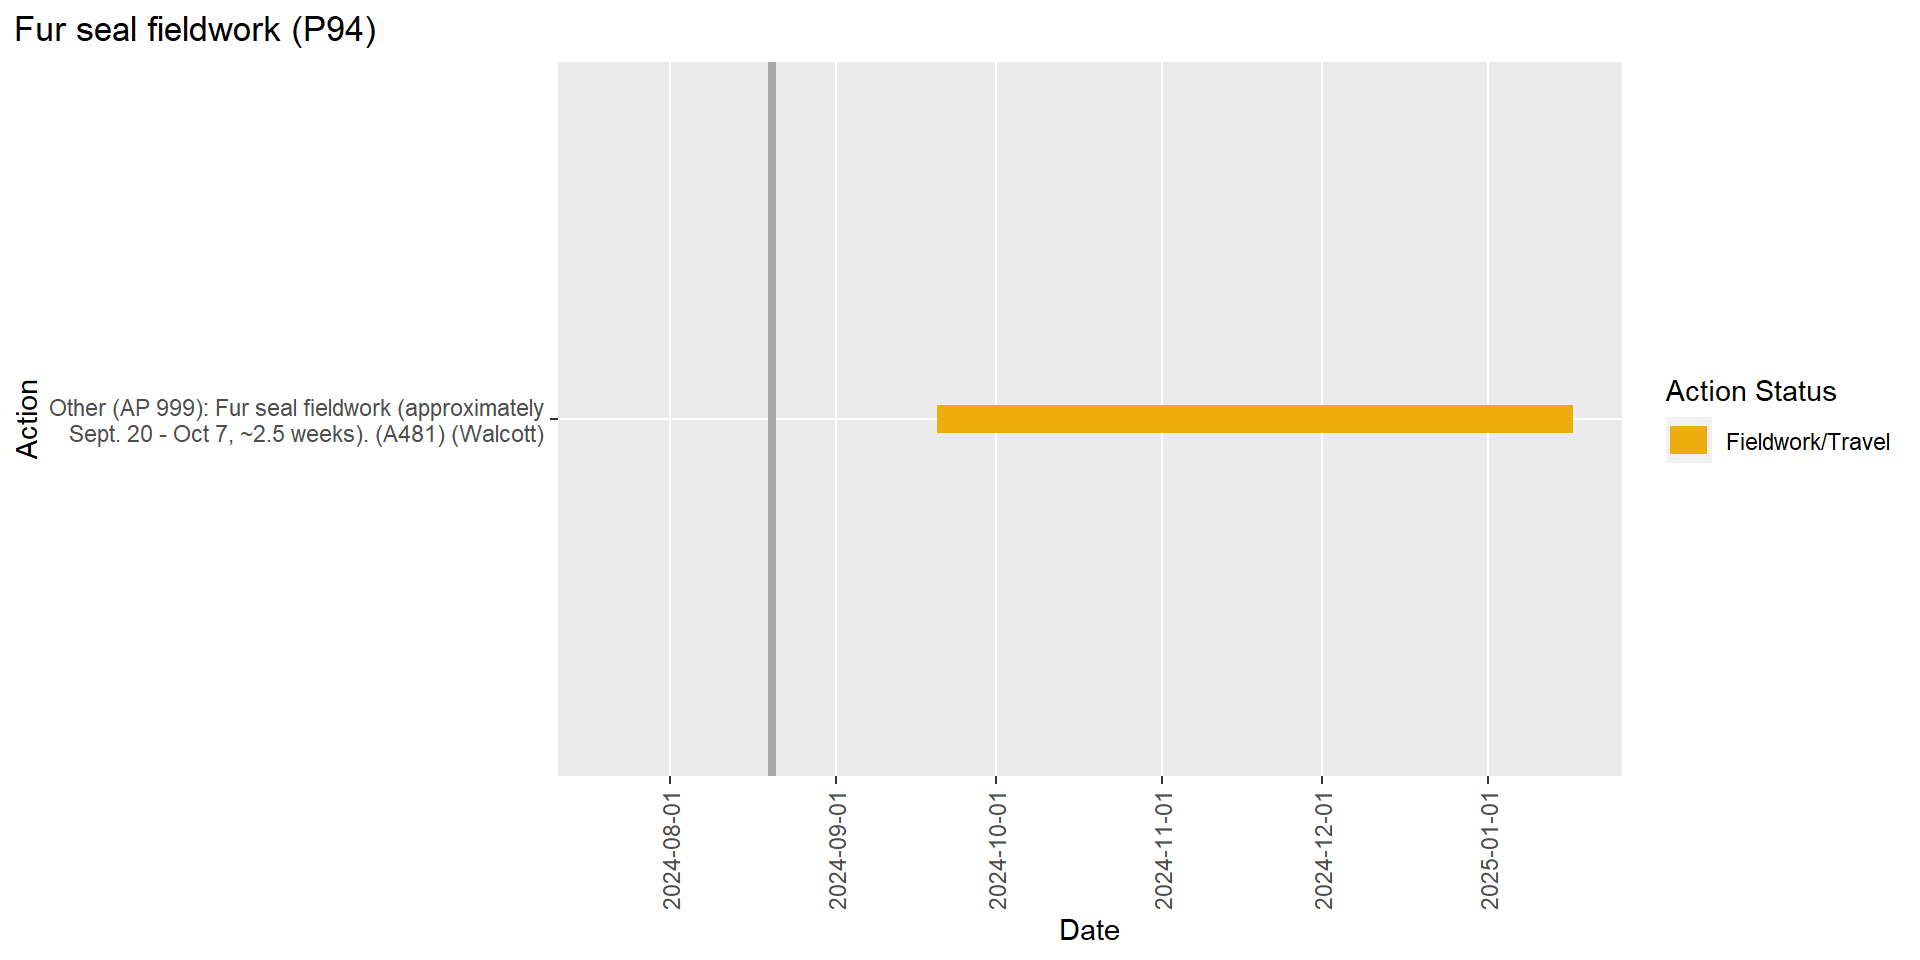 Fur seal fieldwork (P94)
Action
Other (AP 999): Fur seal fieldwork (approximately
Sept. 20 - Oct 7, ~2.5 weeks). (A481) (Walcott)
Action Status
Fieldwork/Travel
2024-08-01
2024-09-01
2024-10-01
2024-11-01
2024-12-01
2025-01-01
Date